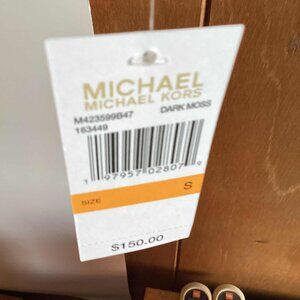 MICHAEL
MICHAEL KORS
M423599B47 DARK MOSS
163449
1 97957 02807 9
SIZE S
$150.00